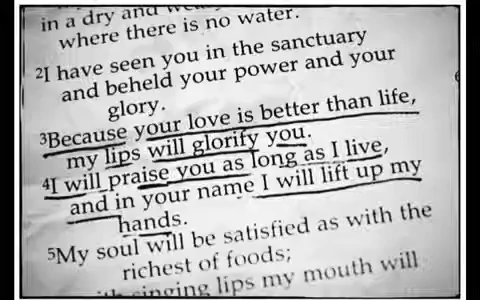 in a dry and
where there is no water.
2I have seen you in the sanctuary
and beheld your power and your
glory.
3Because your love is better than life,
my lips will glorify you.
4I will praise you as long as I live,
and in your name I will lift up my
hands.
5My soul will be satisfied as with the
richest of foods;
singing lips my mouth will